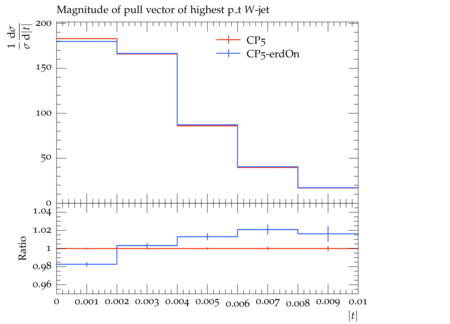 Magnitude of pull vector of highest p_t W-jet
1/σ dσ/d|t|
200
150
100
50
0
CP5
CP5-erdOn
Ratio
1.04
1.02
1
0.98
0.96
0 0.001 0.002 0.003 0.004 0.005 0.006 0.007 0.008 0.009 0.01
|t|